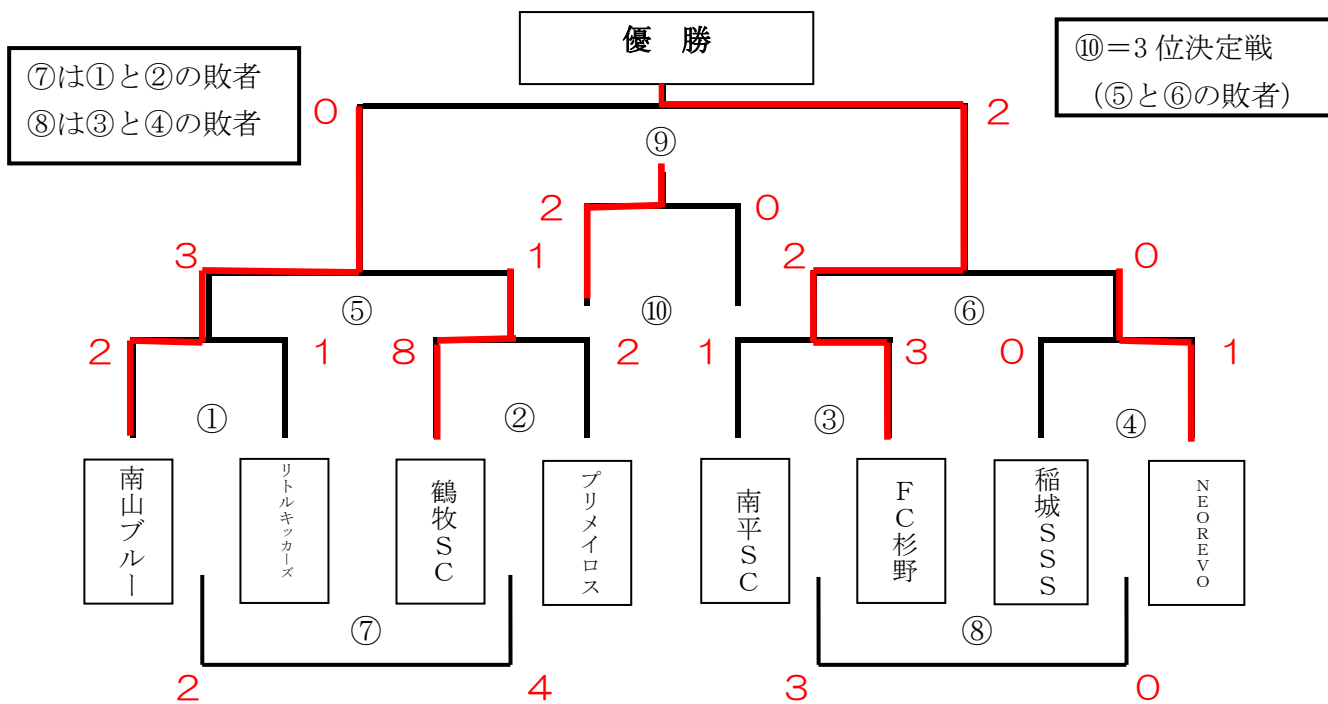 優　勝
⑦は①と②の敗者
⑧は③と④の敗者
⑩＝3 位決定戦
（⑤と⑥の敗者）
0
2
⑨
2
0
3
1
2
0
⑤
⑩
⑥
2
1
8
2
1
3
0
1
①
②
③
④
南山ブルー
リトルキッカーズ
鶴牧ＳＣ
プリメイロス
南平ＳＣ
ＦＣ杉野
稲城ＳＳＳ
ＮＥＯＲＥＶＯ
⑦
⑧
2
4
3
0